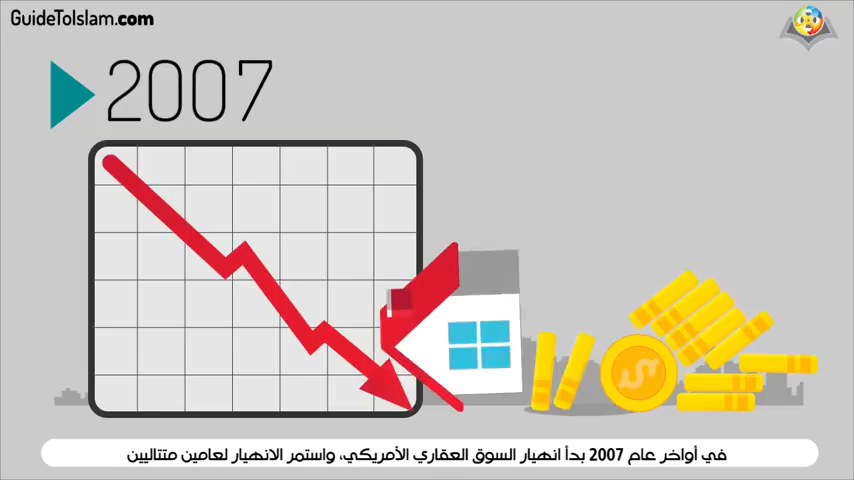 GuideToIslam.com
2007
في أواخر عام 2007 بدأ انهيار السوق العقاري الأمريكي، واستمر الانهيار لعامين متتاليين